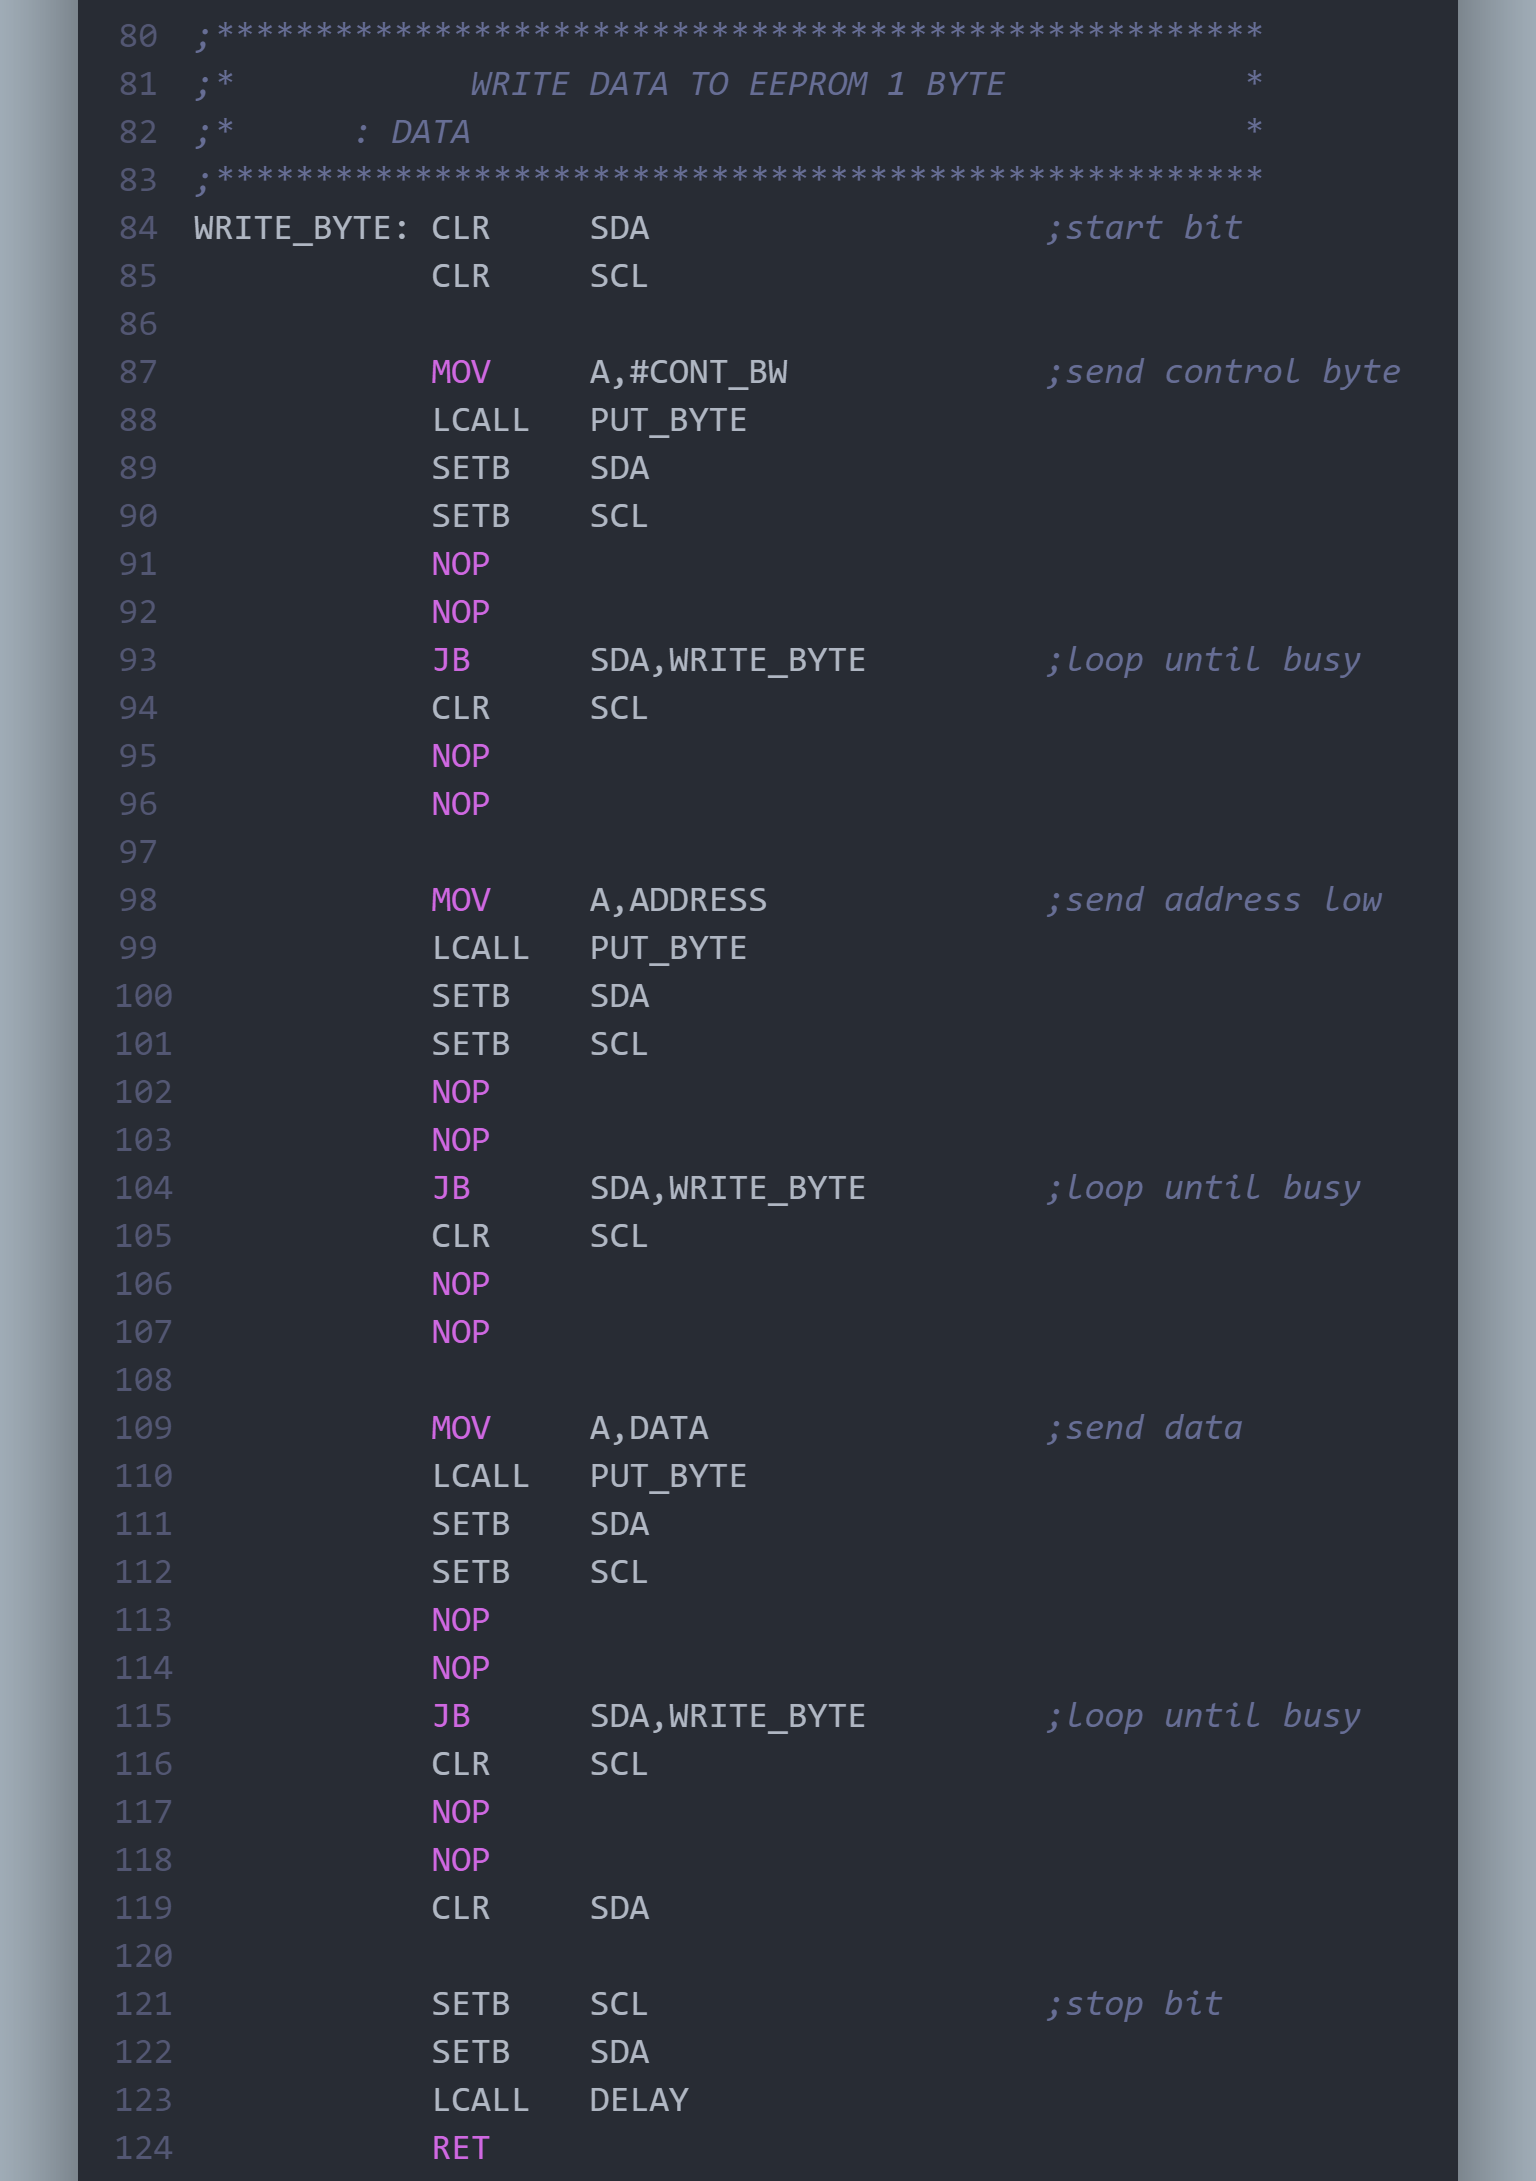 80 ;*****************************************************
81 ;*            WRITE DATA TO EEPROM 1 BYTE            *
82 ;*      : DATA                                       *
83 ;*****************************************************
84 WRITE_BYTE: CLR     SDA                    ;start bit
85             CLR     SCL
86
87             MOV     A,#CONT_BW             ;send control byte
88             LCALL   PUT_BYTE
89             SETB    SDA
90             SETB    SCL
91             NOP
92             NOP
93             JB      SDA,WRITE_BYTE         ;loop until busy
94             CLR     SCL
95             NOP
96             NOP
97
98             MOV     A,ADDRESS              ;send address low
99             LCALL   PUT_BYTE
100            SETB    SDA
101            SETB    SCL
102            NOP
103            NOP
104            JB      SDA,WRITE_BYTE         ;loop until busy
105            CLR     SCL
106            NOP
107            NOP
108
109            MOV     A,DATA                 ;send data
110            LCALL   PUT_BYTE
111            SETB    SDA
112            SETB    SCL
113            NOP
114            NOP
115            JB      SDA,WRITE_BYTE         ;loop until busy
116            CLR     SCL
117            NOP
118            NOP
119            CLR     SDA
120
121            SETB    SCL                    ;stop bit
122            SETB    SDA
123            LCALL   DELAY
124            RET